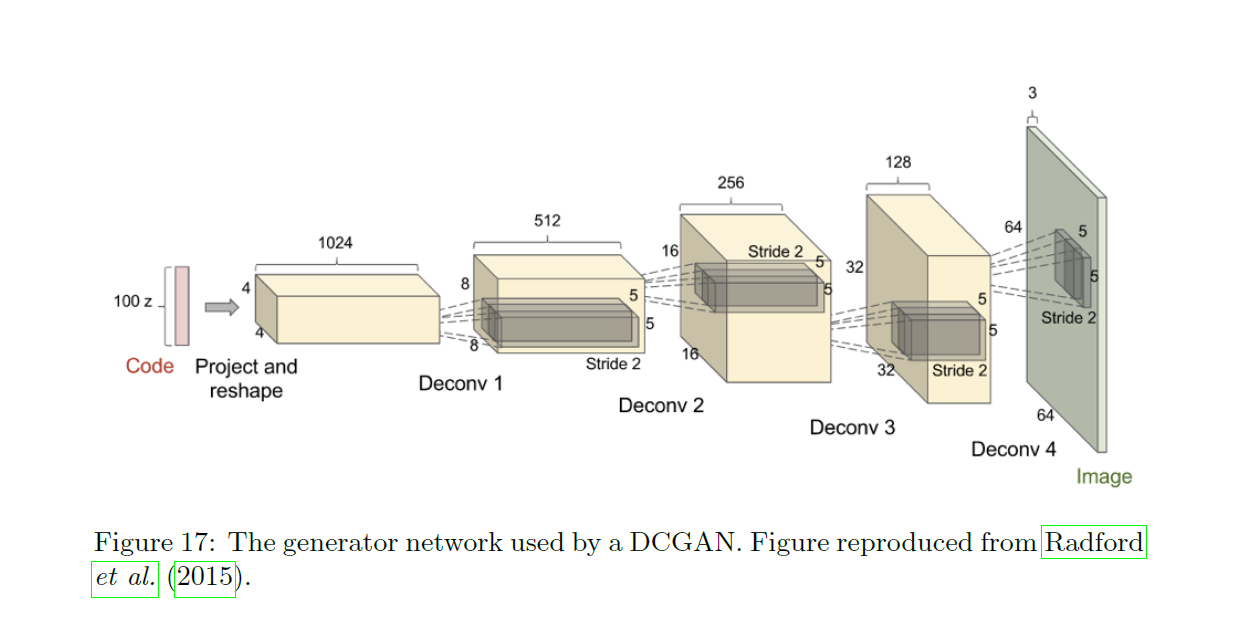 3
128
256
512
1024
64
16
Stride 2
5
5
32
5
5
4
8
100 z
5
5
5
5
4
8
16
32
Stride 2
Stride 2
Stride 2
64
Code
Project and
reshape
Deconv 1
Deconv 2
Deconv 3
Deconv 4
Image
Figure 17: The generator network used by a DCGAN. Figure reproduced from Radford
et al. (2015).